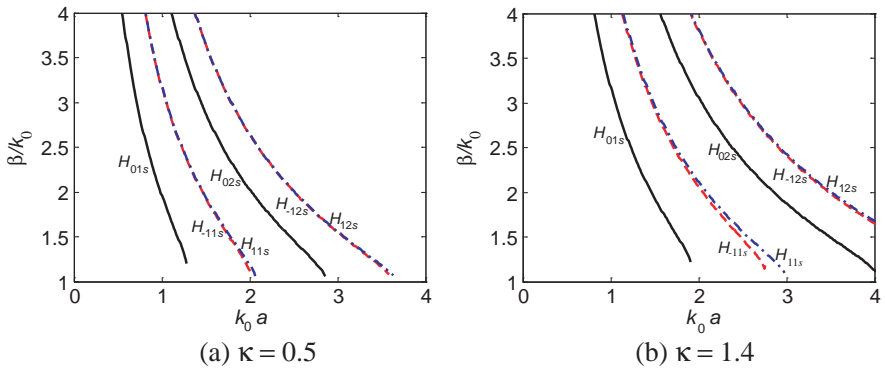 4
3.5
3
2.5
2
1.5
1
β/k₀
H₀₁ₛ
H₋₁₁ₛ
H₁₁ₛ
H₀₂ₛ
H₋₁₂ₛ
H₁₂ₛ
0 1 2 3 4
k₀ a
(a) κ = 0.5
4
3.5
3
2.5
2
1.5
1
β/k₀
H₀₁ₛ
H₋₁₁ₛ
H₁₁ₛ
H₀₂ₛ
H₋₁₂ₛ
H₁₂ₛ
0 1 2 3 4
k₀ a
(b) κ = 1.4